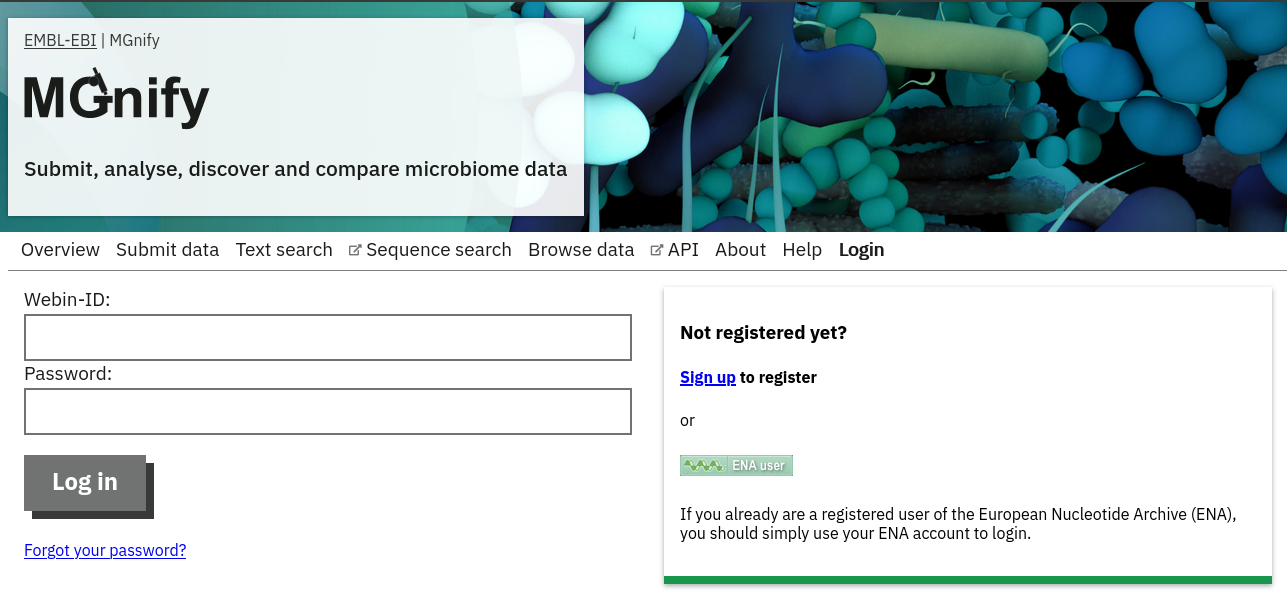 EMBL-EBI | MGnify
MGnify
Submit, analyse, discover and compare microbiome data
Overview Submit data Text search Sequence search Browse data API About Help Login
Webin-ID:
Password:
Log in
Forgot your password?
Not registered yet?
Sign up to register
or
ENA user
If you already are a registered user of the European Nucleotide Archive (ENA),
you should simply use your ENA account to login.